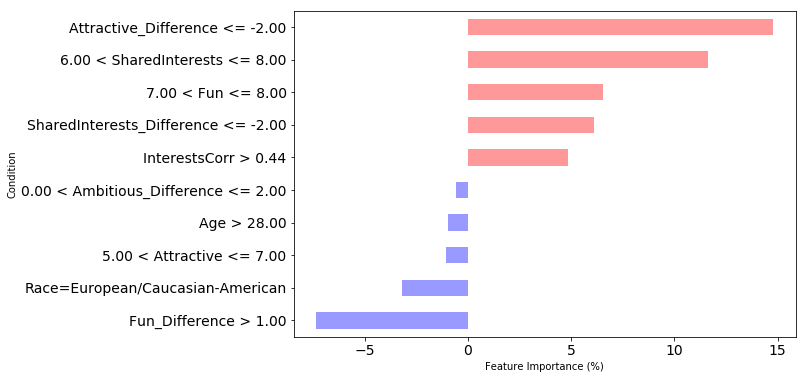 Attractive_Difference <= -2.00
6.00 < SharedInterests <= 8.00
7.00 < Fun <= 8.00
SharedInterests_Difference <= -2.00
InterestsCorr > 0.44
0.00 < Ambitious_Difference <= 2.00
Age > 28.00
5.00 < Attractive <= 7.00
Race=European/Caucasian-American
Fun_Difference > 1.00
Condition
−5 0 5 10 15
Feature Importance (%)